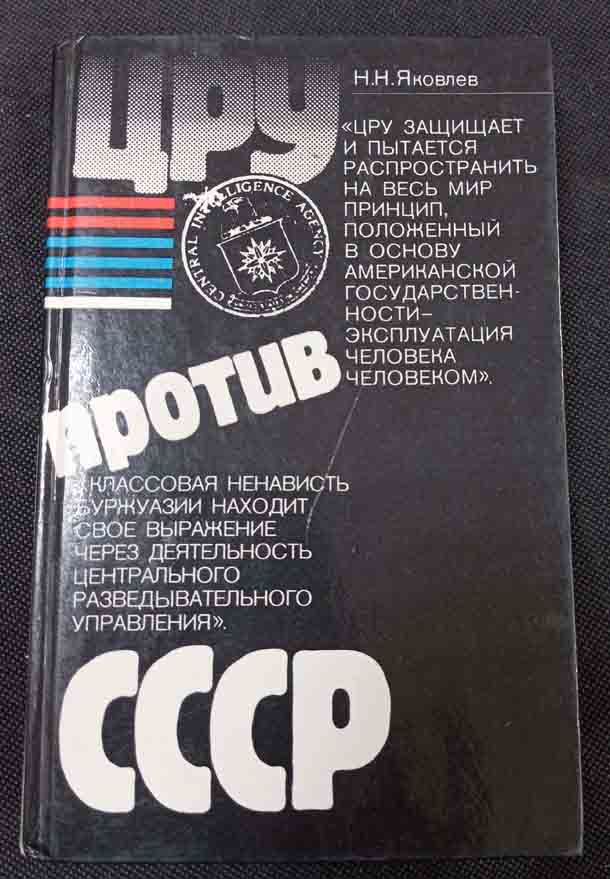 ЦРУ
Н.Н.Яковлев
«ЦРУ ЗАЩИЩАЕТ
И ПЫТАЕТСЯ
РАСПРОСТРАНИТЬ
НА ВЕСЬ МИР
ПРИНЦИП,
ПОЛОЖЕННЫЙ
В ОСНОВУ
АМЕРИКАНСКОЙ
ГОСУДАРСТВЕН-
НОСТИ–
ЭКСПЛУАТАЦИЯ
ЧЕЛОВЕКА
ЧЕЛОВЕКОМ».
CENTRAL INTELLIGENCE AGENCY
против
«КЛАССОВАЯ НЕНАВИСТЬ
БУРЖУАЗИИ НАХОДИТ
СВОЕ ВЫРАЖЕНИЕ
ЧЕРЕЗ ДЕЯТЕЛЬНОСТЬ
ЦЕНТРАЛЬНОГО
РАЗВЕДЫВАТЕЛЬНОГО
УПРАВЛЕНИЯ».
СССР